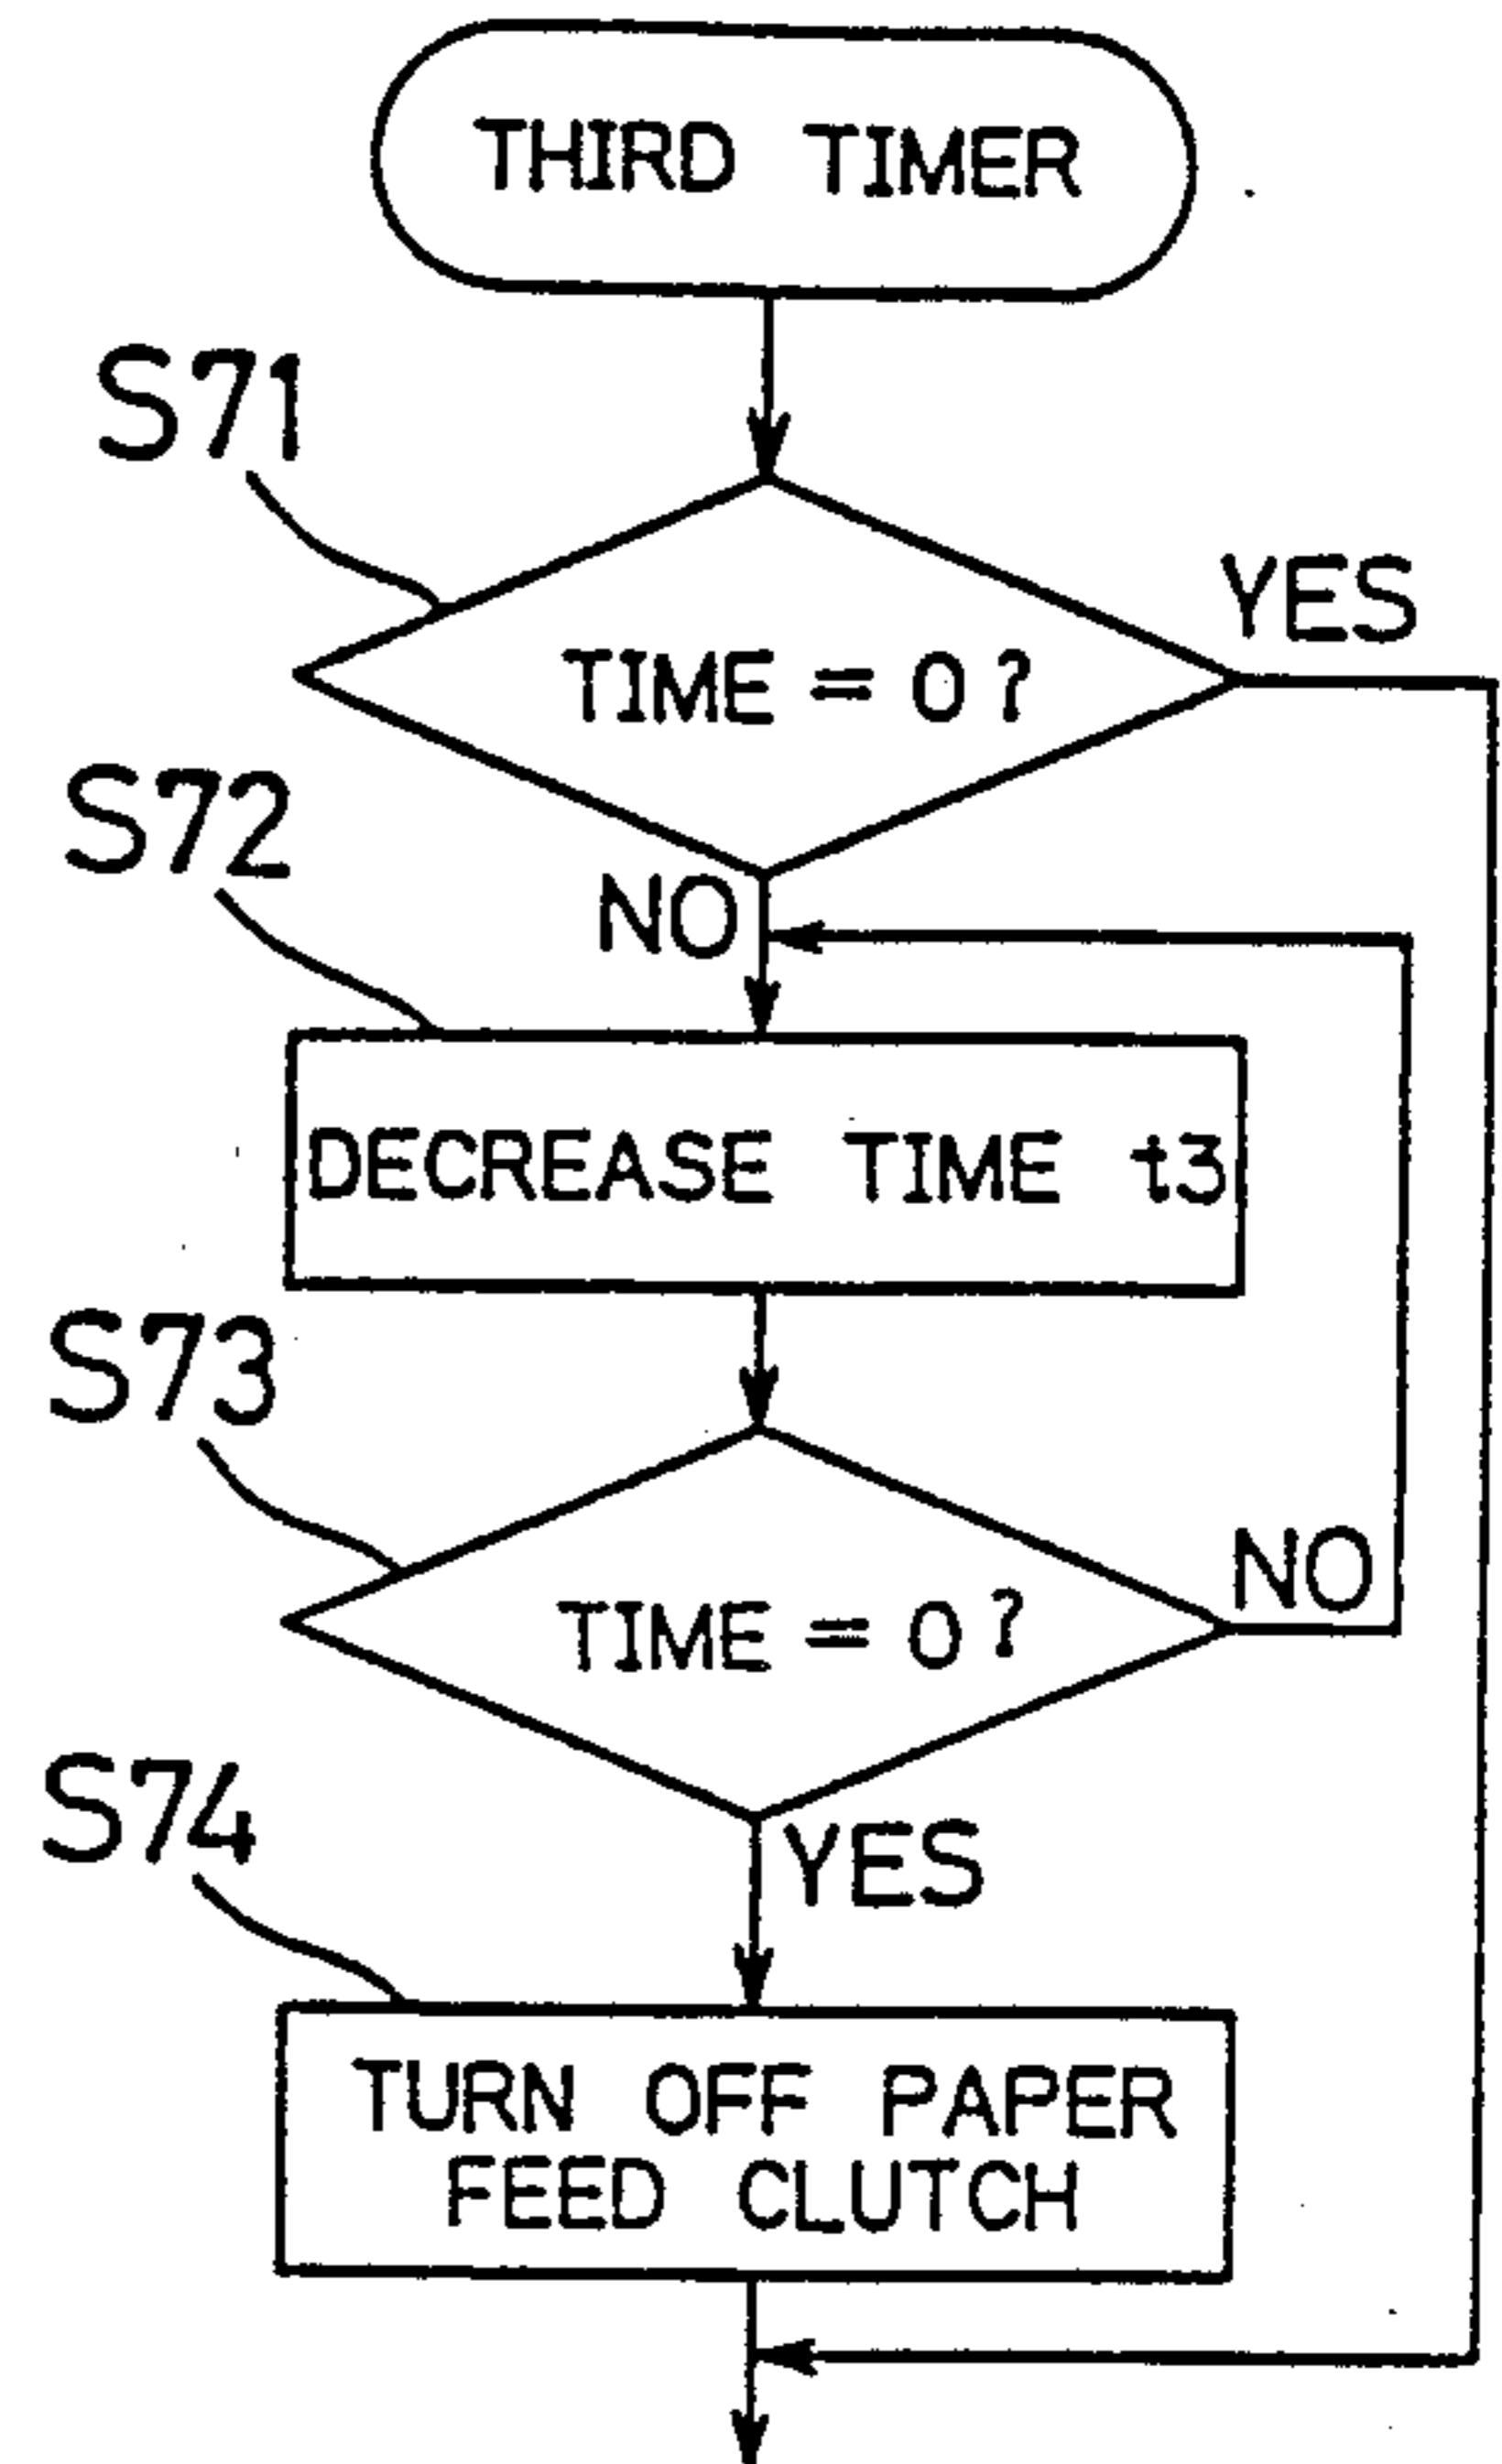 THIRD TIMER
S71
YES
TIME = 0 ?
S72
NO
DECREASE TIME t3
S73
NO
TIME = 0 ?
S74
YES
TURN OFF PAPER
FEED CLUTCH